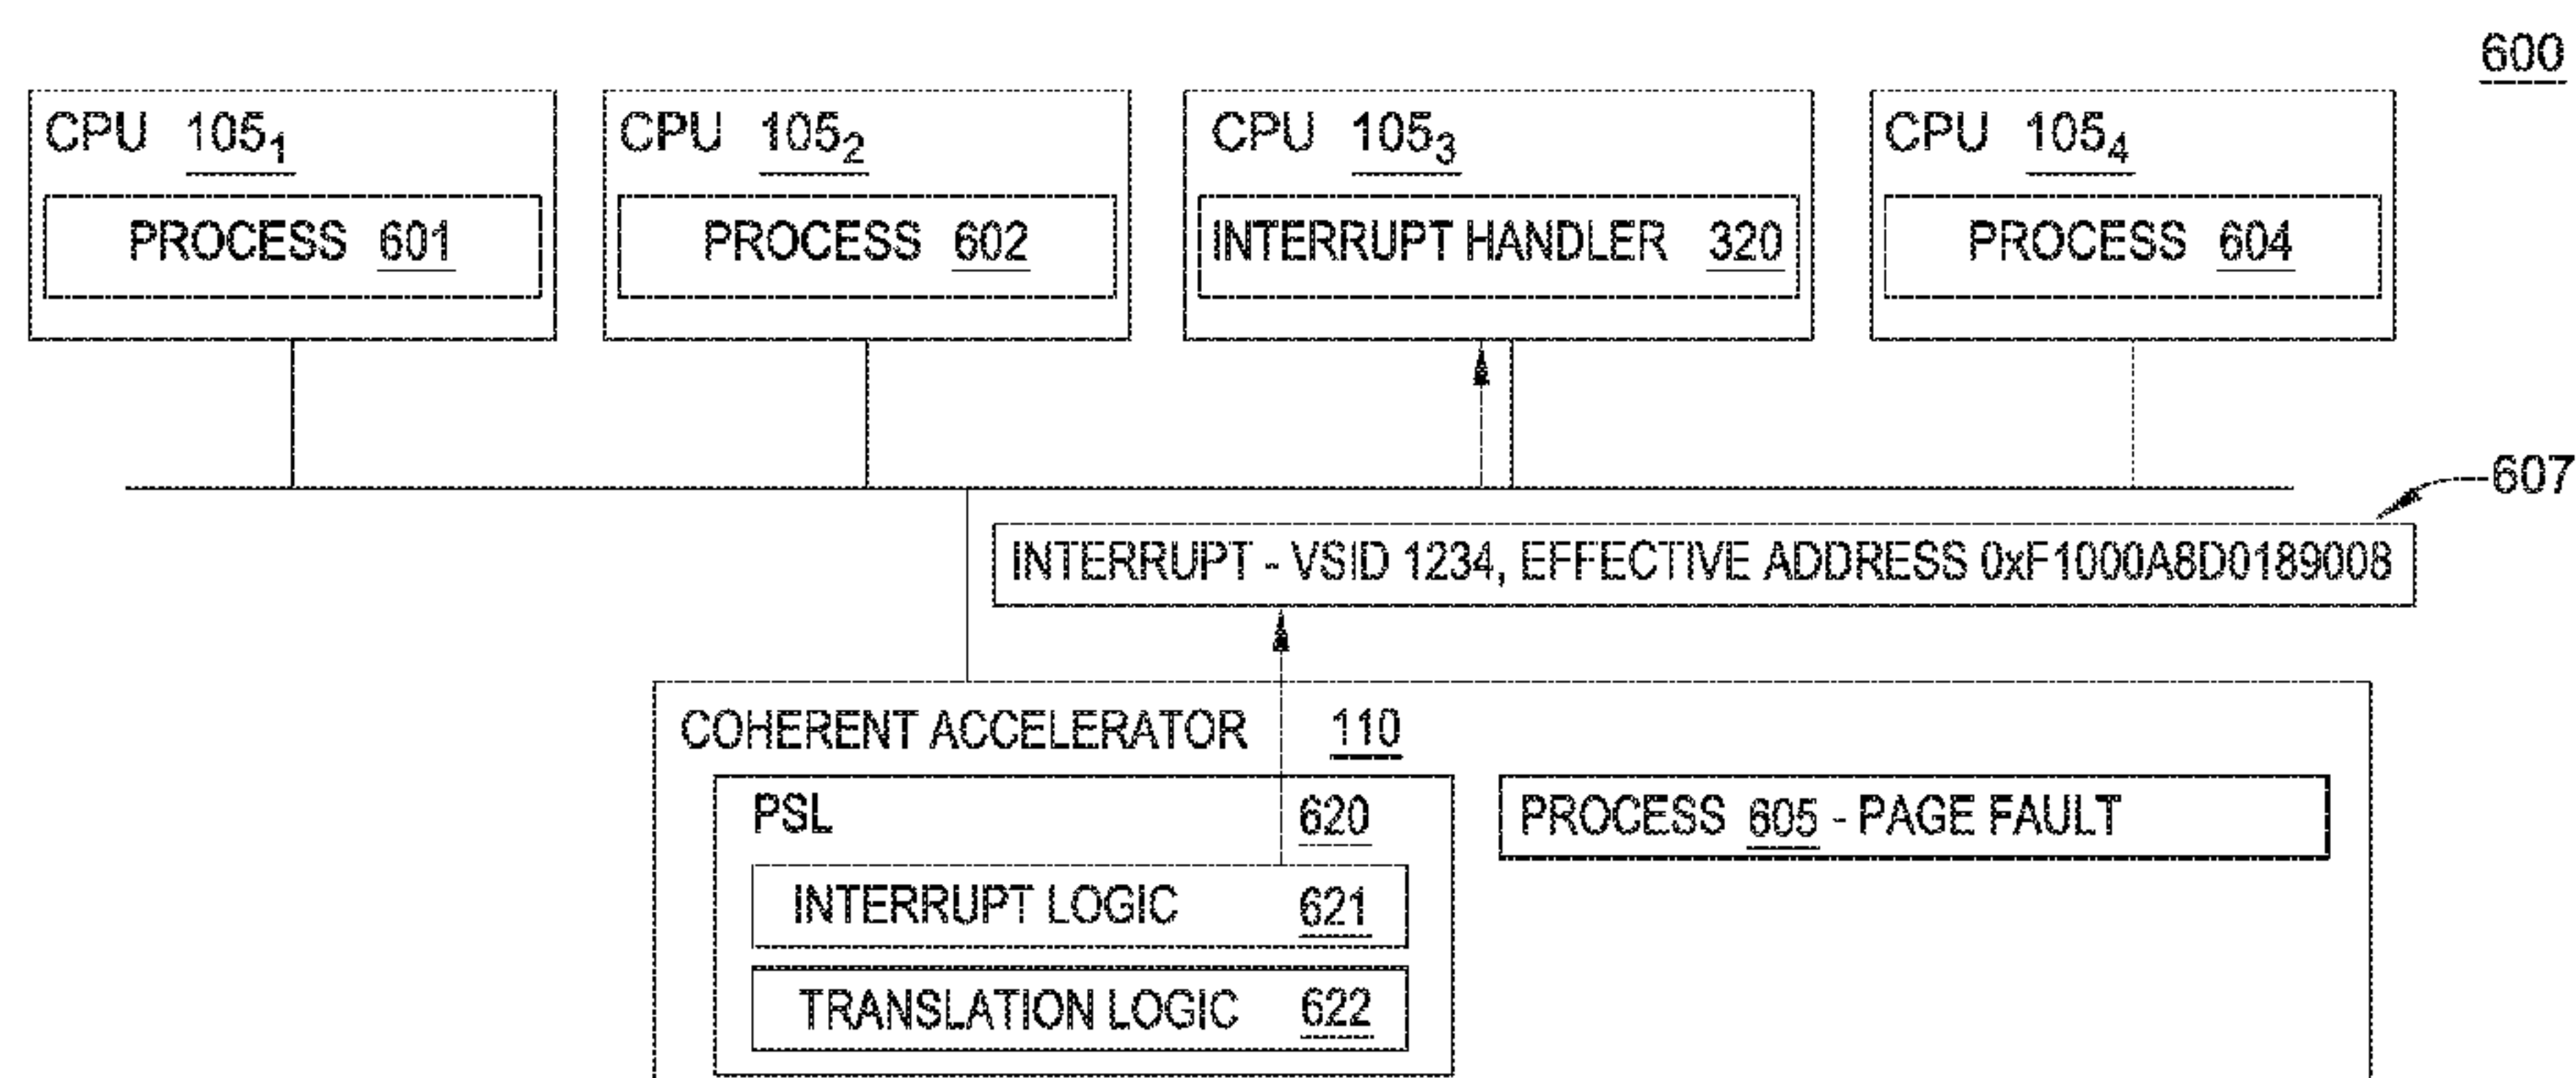 600
CPU 105₁ CPU 105₂ CPU 105₃ CPU 105₄
PROCESS 601 PROCESS 602 INTERRUPT HANDLER 320 PROCESS 604
607
INTERRUPT - VSID 1234, EFFECTIVE ADDRESS 0xF1000A8D0189008
COHERENT ACCELERATOR 110
PSL 620 PROCESS 605 - PAGE FAULT
INTERRUPT LOGIC 621
TRANSLATION LOGIC 622